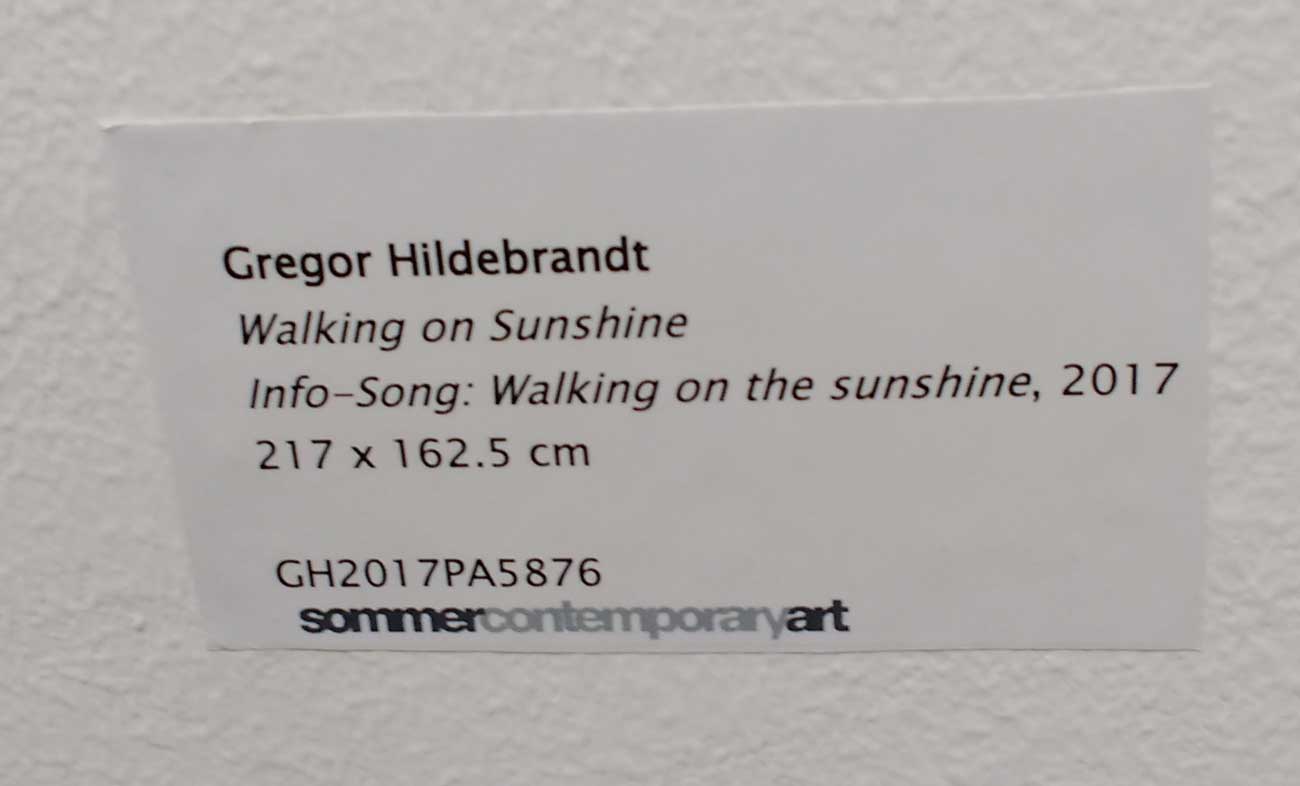 Gregor Hildebrandt
Walking on Sunshine
Info-Song: Walking on the sunshine, 2017
217 x 162.5 cm
GH2017PA5876
sommercontemporaryart